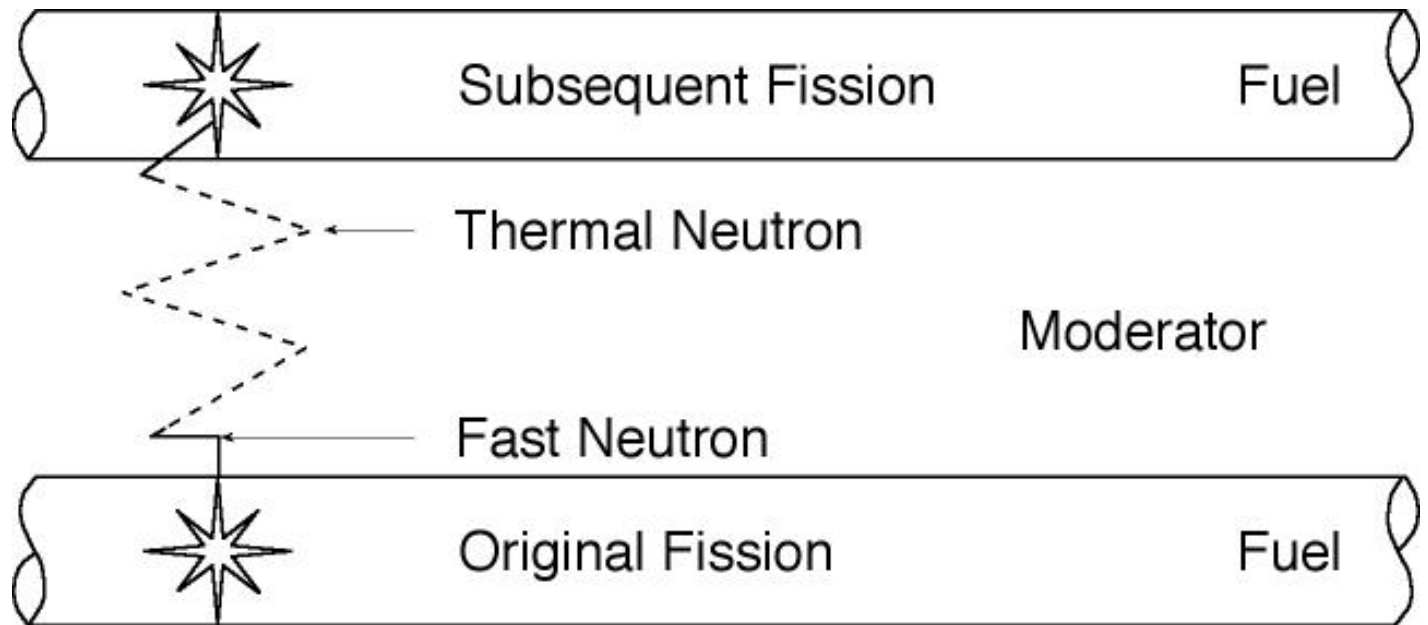 Subsequent Fission Fuel
Thermal Neutron
Moderator
Fast Neutron
Original Fission Fuel